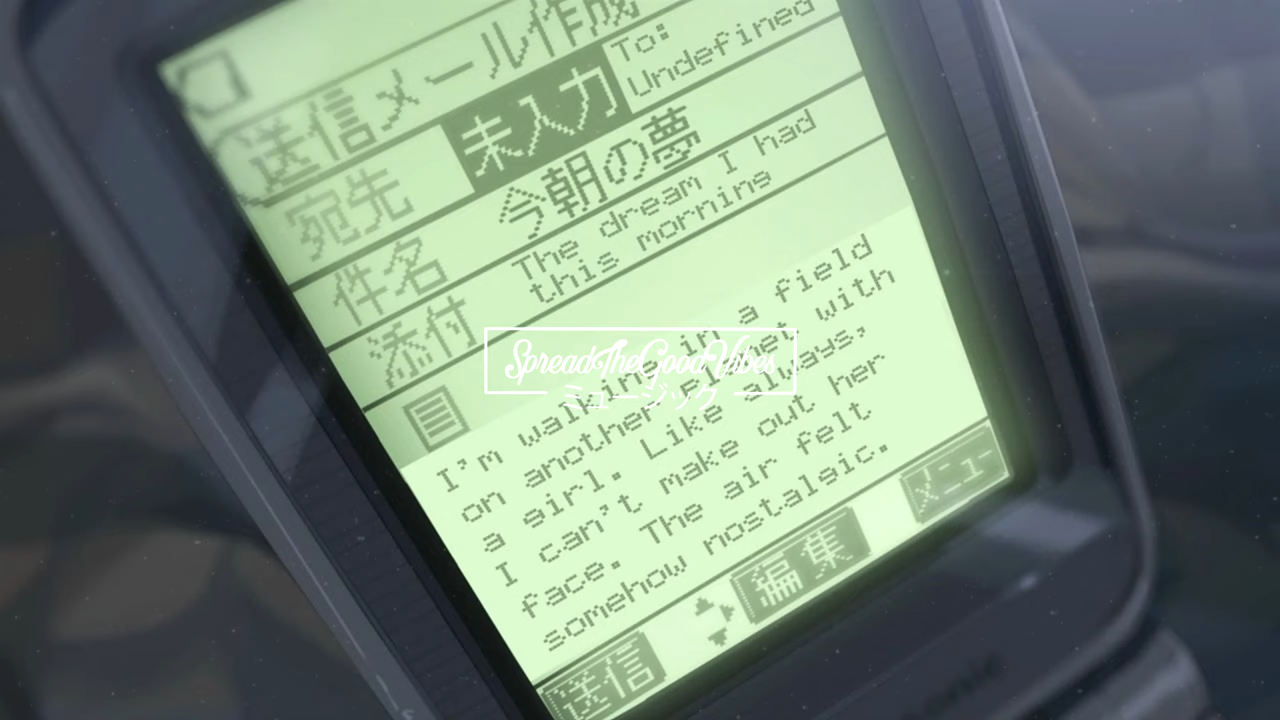 送信メール作成
宛先 未入力
To:
Undefined
件名 今朝の夢
The dream I had
this morning
添付
I'm walking in a field
on another planet with
a girl. Like always,
I can't make out her
face. The air felt
somehow nostalgic.
SpreadTheGoodVibes
ミュージック
送信 編集 メニュー